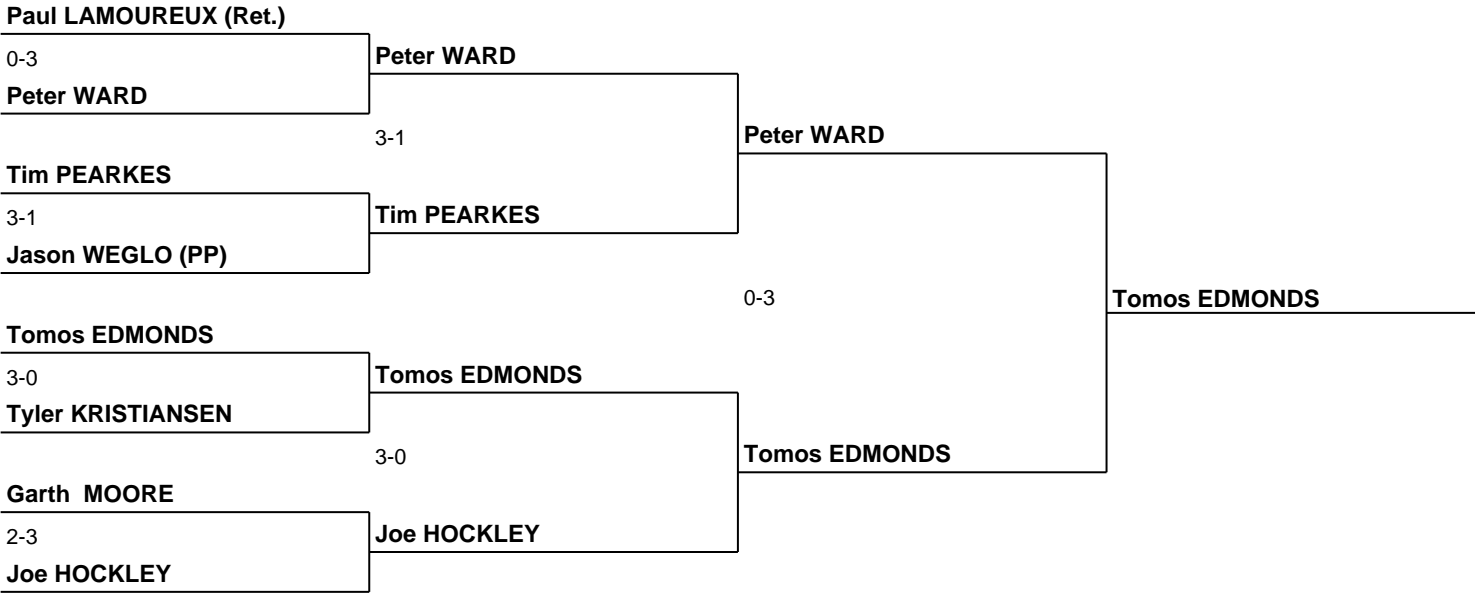 Paul LAMOUREUX (Ret.)
0-3
Peter WARD
Peter WARD
3-1
Peter WARD
Tim PEARKES
3-1
Tim PEARKES
Jason WEGLO (PP)
0-3
Tomos EDMONDS
Tomos EDMONDS
3-0
Tomos EDMONDS
Tyler KRISTIANSEN
3-0
Tomos EDMONDS
Garth  MOORE
2-3
Joe HOCKLEY
Joe HOCKLEY